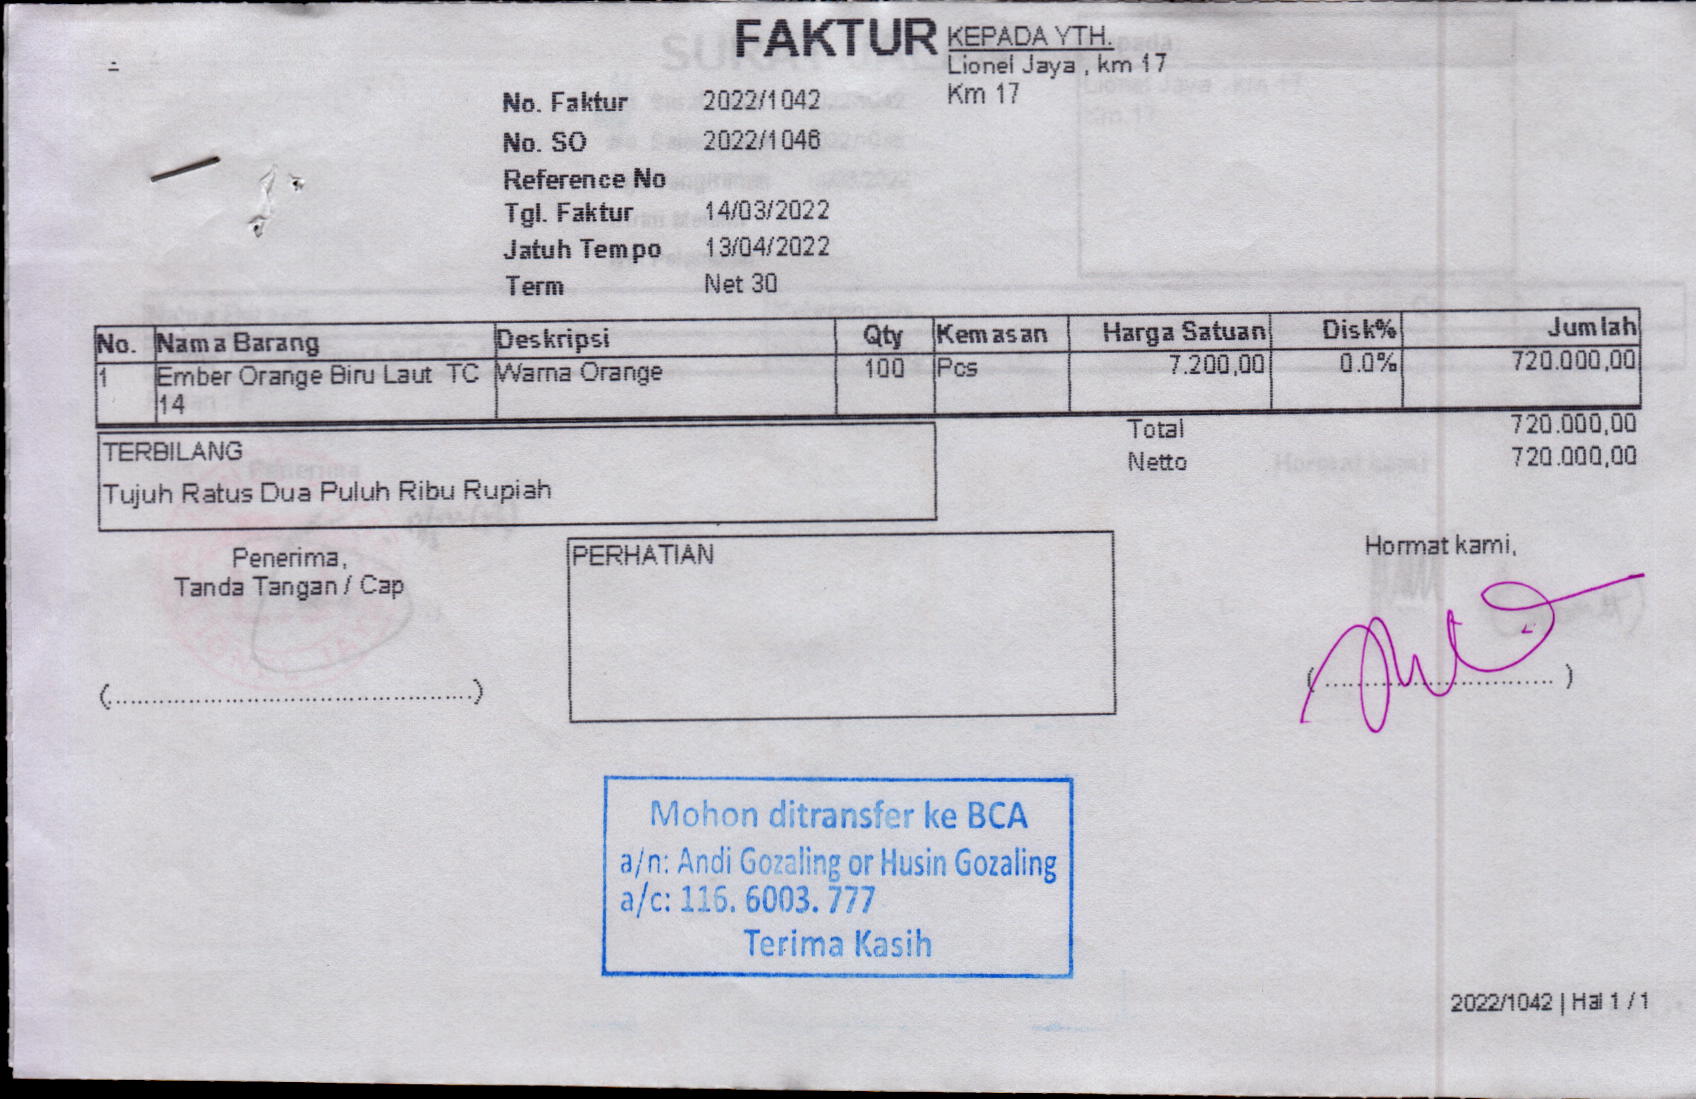 FAKTUR
KEPADA YTH.
Lionel Jaya , km 17
Km 17
No. Faktur 2022/1042
No. SO 2022/1046
Reference No
Tgl. Faktur 14/03/2022
Jatuh Tempo 13/04/2022
Term Net 30
No. Nama Barang Deskripsi Qty Kemasan Harga Satuan Disk% Jumlah
1 Ember Orange Biru Laut TC Warna Orange 100 Pcs 7.200,00 0.0% 720.000,00
14
Total 720.000,00
Netto 720.000,00
TERBILANG
Tujuh Ratus Dua Puluh Ribu Rupiah
Penerima,
Tanda Tangan / Cap
(...............................................)
PERHATIAN
Hormat kami,
(.............................. )
Mohon ditransfer ke BCA
a/n: Andi Gozaling or Husin Gozaling
a/c: 116. 6003. 777
Terima Kasih
2022/1042 | Hal 1 / 1